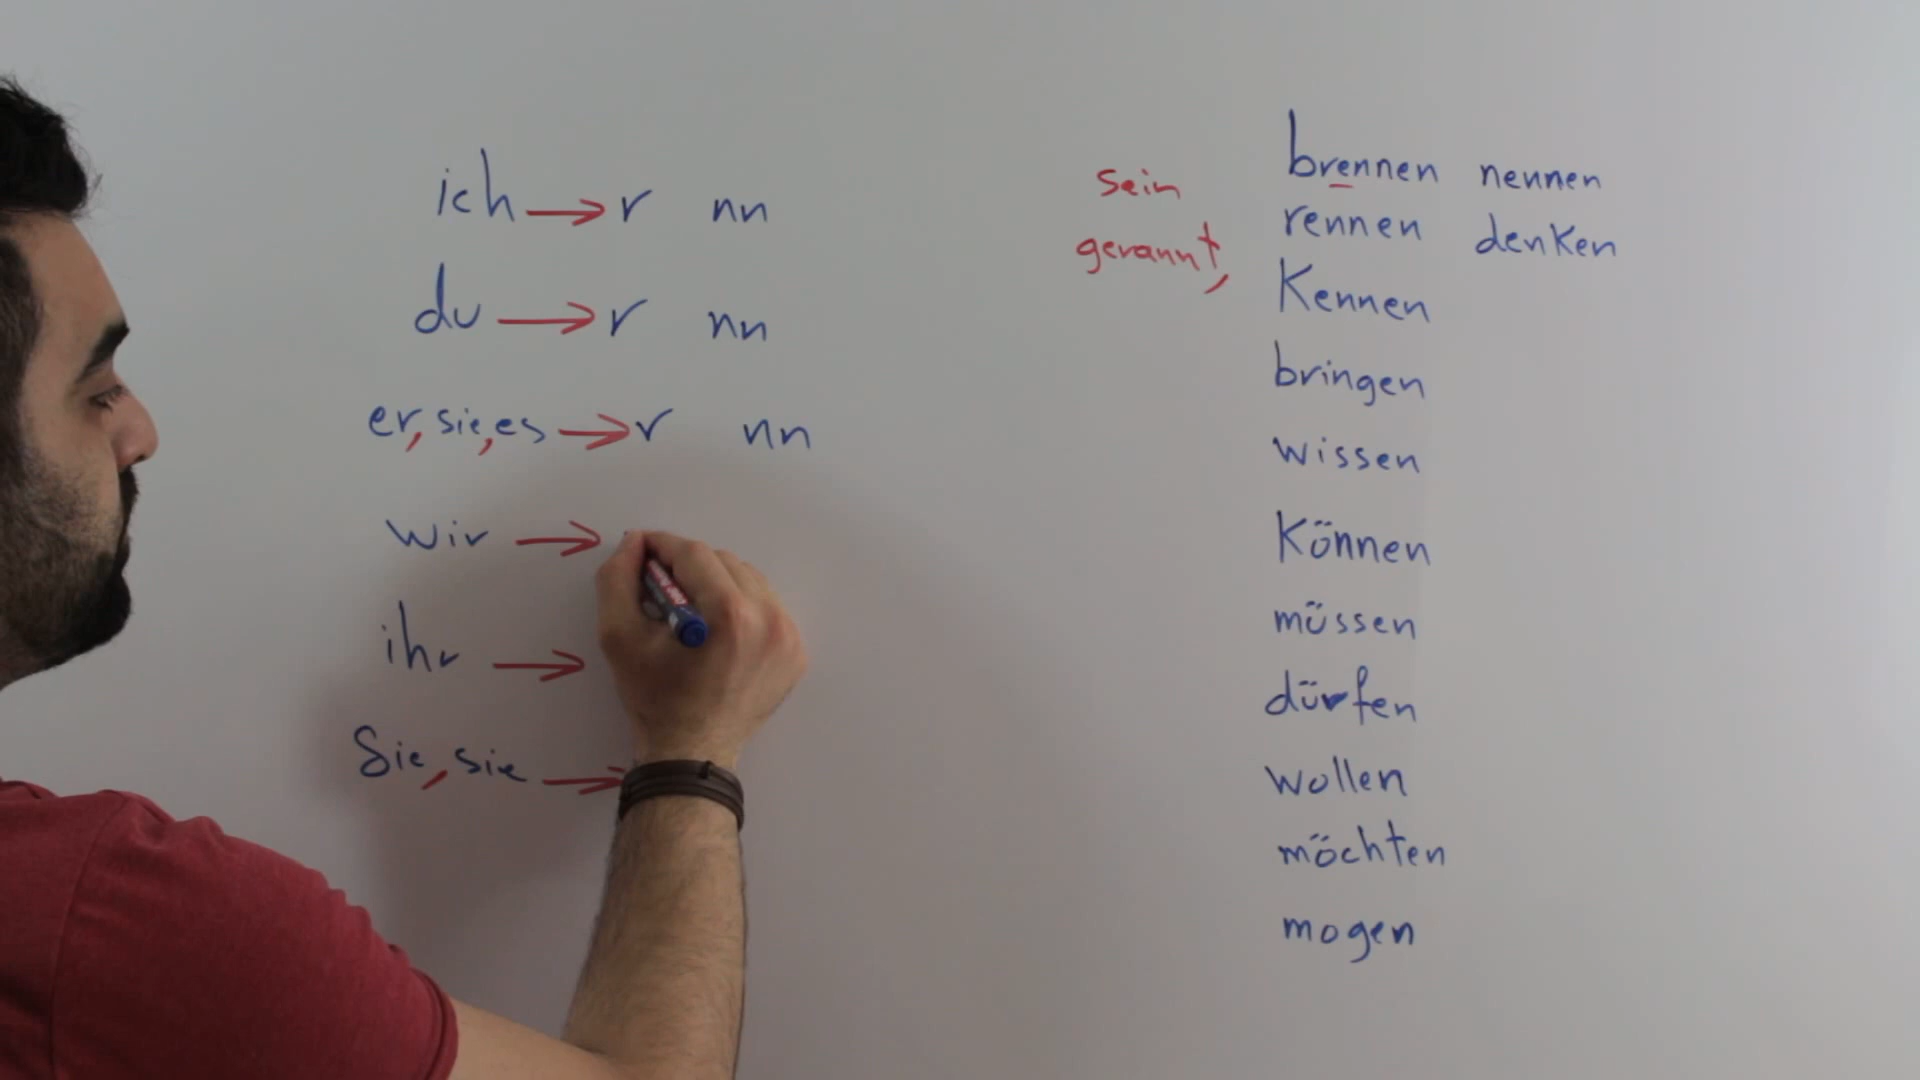 ich → r nn
du → r nn
er, sie, es → r nn
wir →
ihr →
Sie, sie →
sein
gerannt,
brennen nennen
rennen denken
Kennen
bringen
wissen
Können
müssen
dürfen
wollen
möchten
mogen